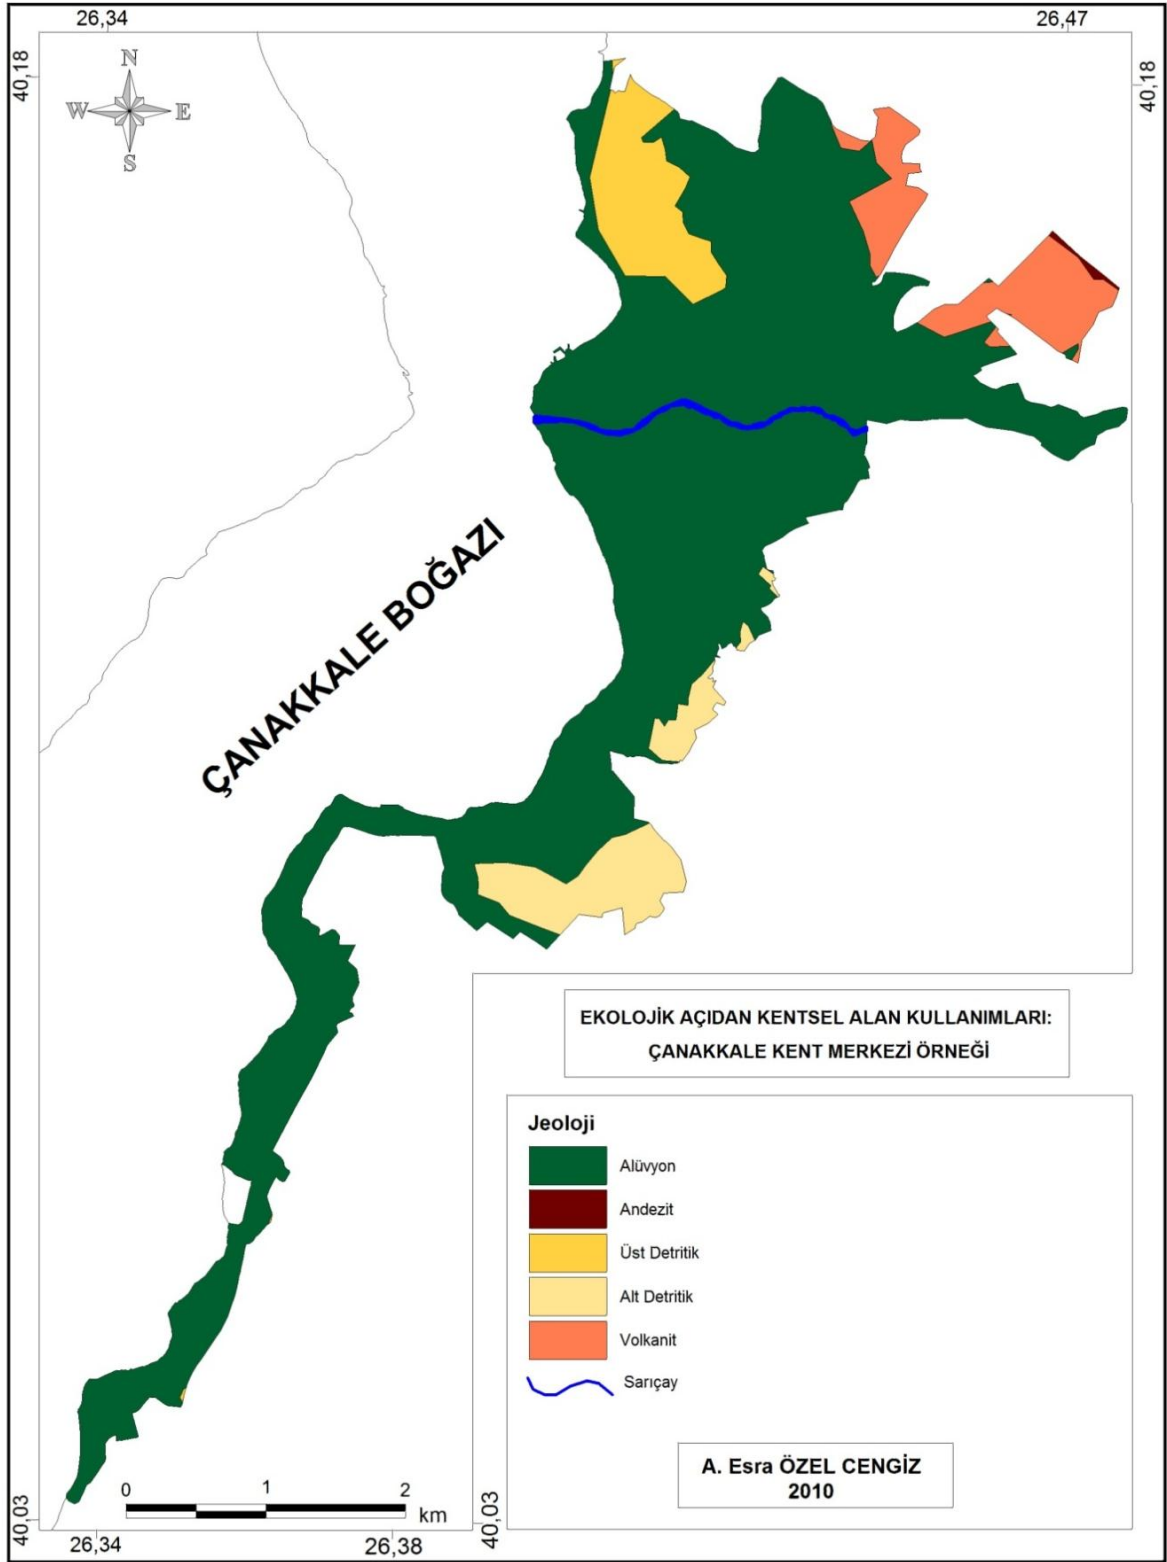 26,34
26,47
40,18
40,18
N
W
E
S
ÇANAKKALE BOĞAZI
EKOLOJİK AÇIDAN KENTSEL ALAN KULLANIMLARI:
ÇANAKKALE KENT MERKEZİ ÖRNEĞİ
Jeoloji
Alüvyon
Andezit
Üst Detritik
Alt Detritik
Volkanit
Sarıçay
A. Esra ÖZEL CENGİZ
2010
0 1 2
km
40,03
40,03
26,34
26,38